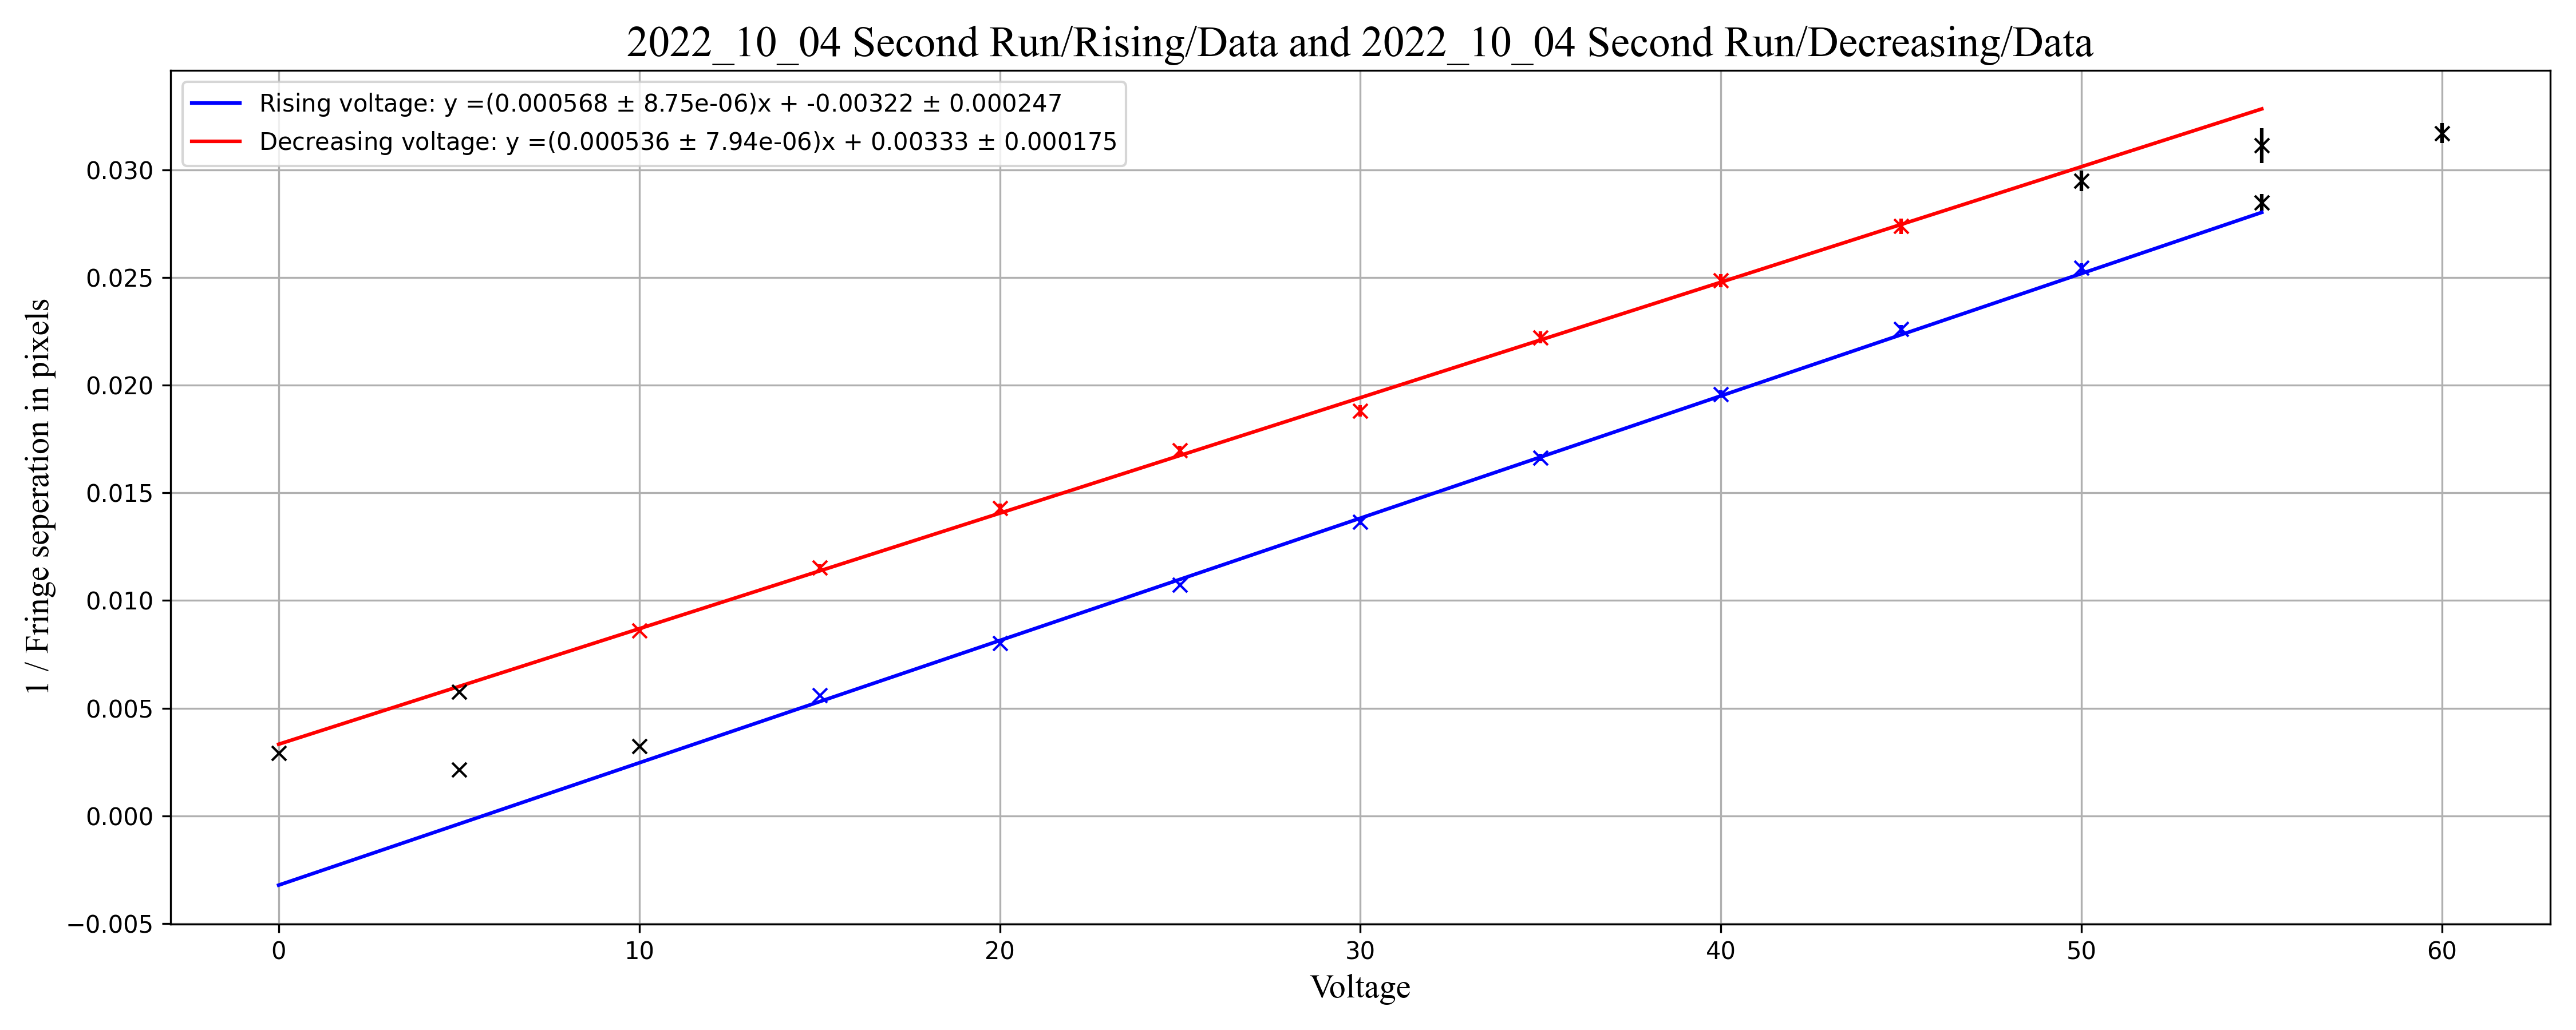 2022_10_04 Second Run/Rising/Data and 2022_10_04 Second Run/Decreasing/Data
Rising voltage: y =(0.000568 ± 8.75e-06)x + -0.00322 ± 0.000247
Decreasing voltage: y =(0.000536 ± 7.94e-06)x + 0.00333 ± 0.000175
1 / Fringe seperation in pixels
0.030
0.025
0.020
0.015
0.010
0.005
0.000
−0.005
0 10 20 30 40 50 60
Voltage